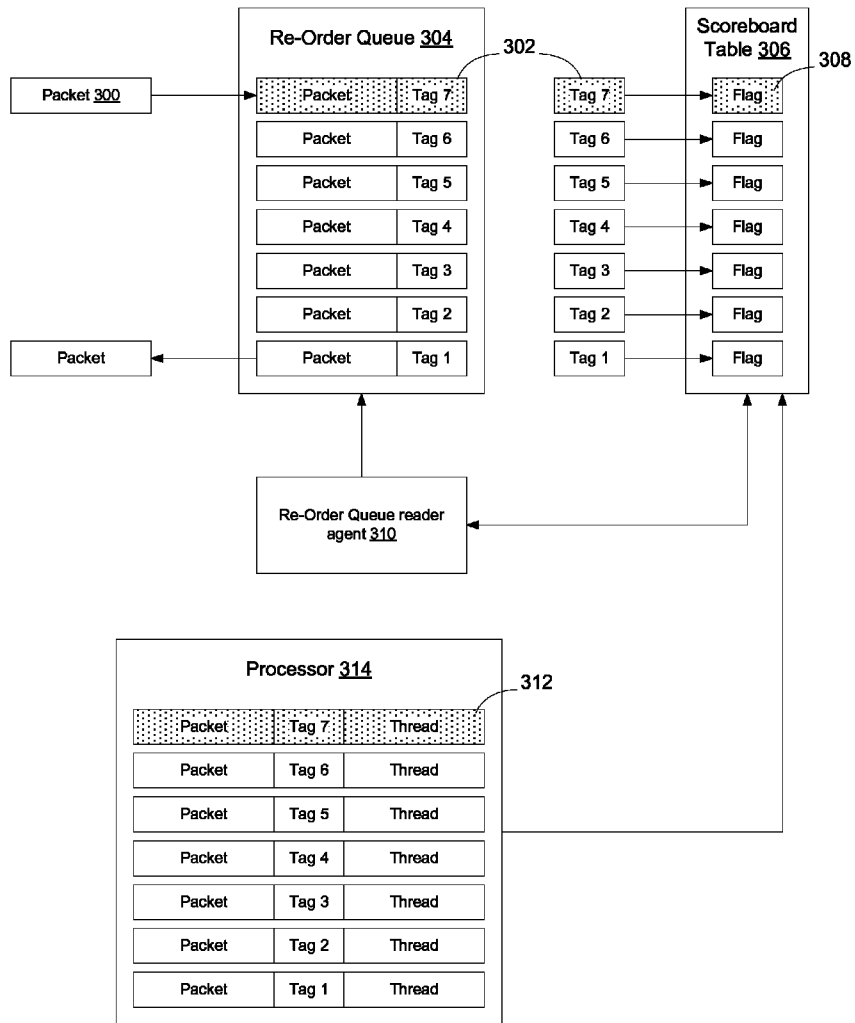 Re-Order Queue 304
302
Scoreboard
Table 306
308
Packet 300
Packet Tag 7
Tag 7
Flag
Packet Tag 6
Tag 6
Flag
Packet Tag 5
Tag 5
Flag
Packet Tag 4
Tag 4
Flag
Packet Tag 3
Tag 3
Flag
Packet Tag 2
Tag 2
Flag
Packet
Packet Tag 1
Tag 1
Flag
Re-Order Queue reader
agent 310
Processor 314
312
Packet Tag 7 Thread
Packet Tag 6 Thread
Packet Tag 5 Thread
Packet Tag 4 Thread
Packet Tag 3 Thread
Packet Tag 2 Thread
Packet Tag 1 Thread